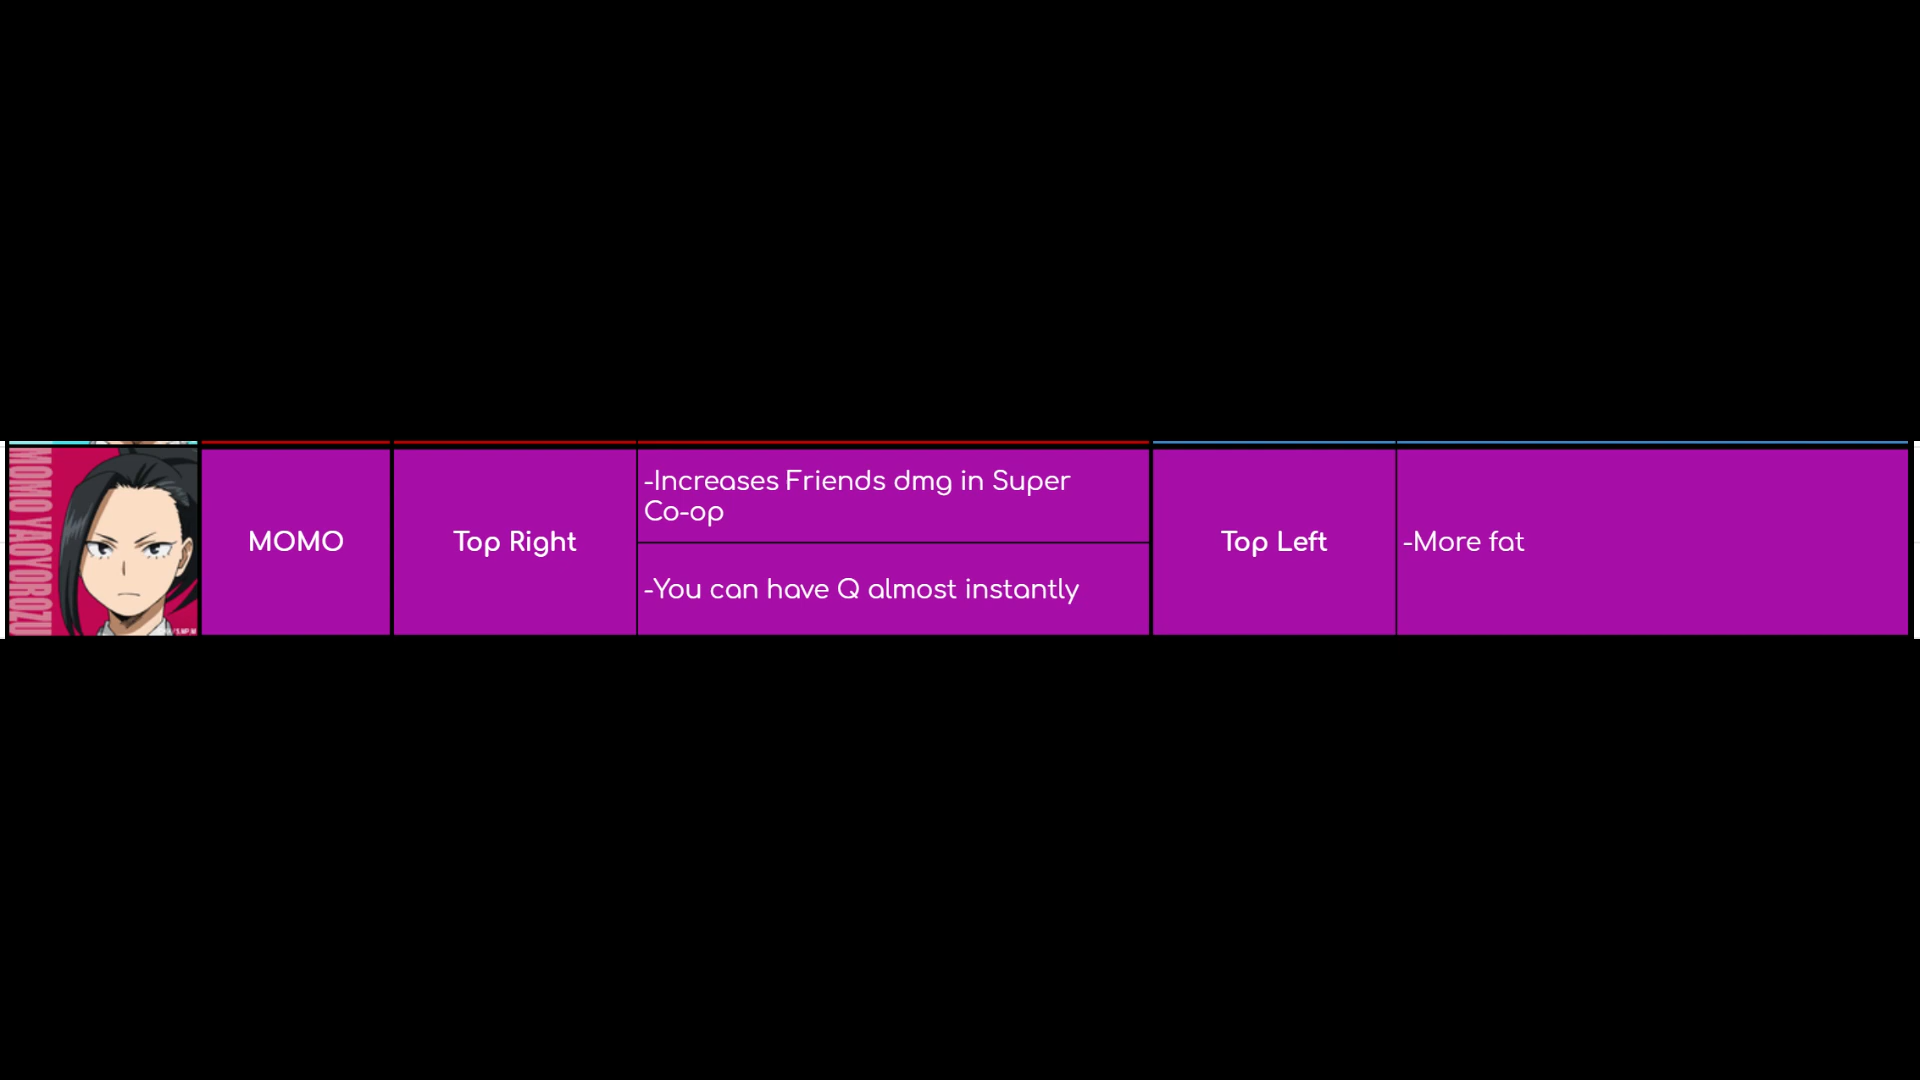 MOMO YAOYOROZU
MOMO
Top Right
-Increases Friends dmg in Super
Co-op
-You can have Q almost instantly
Top Left
-More fat